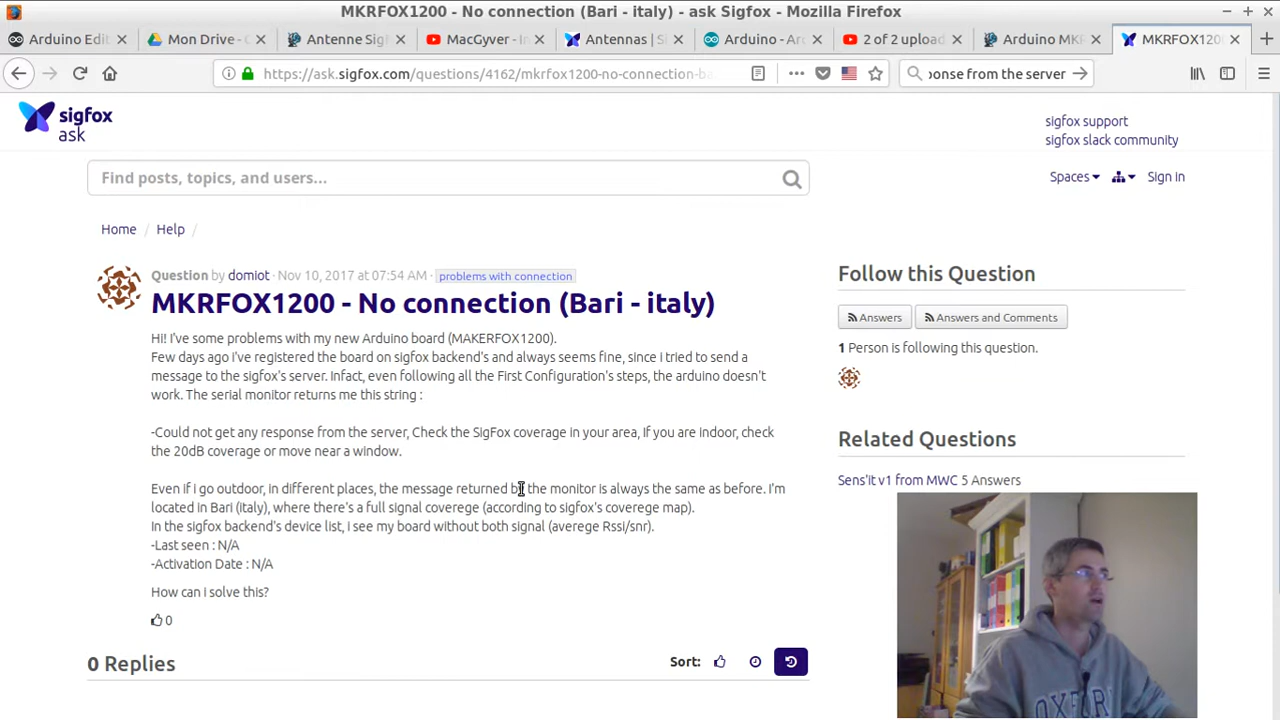 MKRFOX1200 - No connection (Bari - italy) - ask Sigfox - Mozilla Firefox
Arduino Edit
Mon Drive - G
Antenne Sig
MacGyver - In
Antennas | Si
Arduino - Ar
2 of 2 upload
Arduino MKR
MKRFOX120
https://ask.sigfox.com/questions/4162/mkrfox1200-no-connection-ba
ponse from the server
sigfox
ask
sigfox support
sigfox slack community
Find posts, topics, and users...
Spaces
Sign in
Home / Help /
Question by domiot · Nov 10, 2017 at 07:54 AM · problems with connection
MKRFOX1200 - No connection (Bari - italy)
Hi! I've some problems with my new Arduino board (MAKERFOX1200).
Few days ago i've registered the board on sigfox backend's and always seems fine, since i tried to send a
message to the sigfox's server. Infact, even following all the First Configuration's steps, the arduino doesn't
work. The serial monitor returns me this string :
-Could not get any response from the server, Check the SigFox coverage in your area, If you are indoor, check
the 20dB coverage or move near a window.
Even if i go outdoor, in different places, the message returned by the monitor is always the same as before. I'm
located in Bari (italy), where there's a full signal coverege (according to sigfox's coverege map).
In the sigfox backend's device list, i see my board without both signal (averege Rssi/snr).
-Last seen : N/A
-Activation Date : N/A
How can i solve this?
0
0 Replies
Sort:
Follow this Question
Answers
Answers and Comments
1 Person is following this question.
Related Questions
Sens'it v1 from MWC 5 Answers
OXFORD